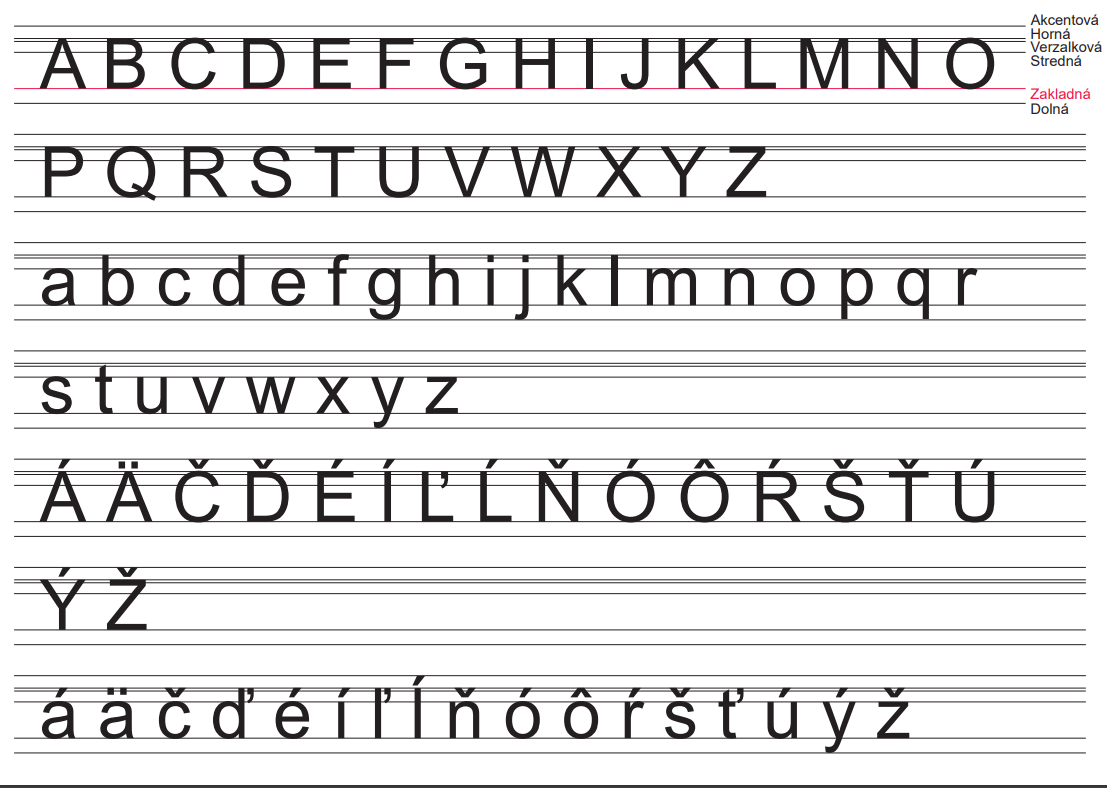 A B C D E F G H I J K L M N O
Akcentová
Horná
Verzalková
Stredná
Zakladná
Dolná
P Q R S T U V W X Y Z
a b c d e f g h i j k l m n o p q r
s t u v w x y z
Á Ä Č Ď É Í Ľ Ĺ Ň Ó Ô Ŕ Š Ť Ú
Ý Ž
á ä č ď é í ľ ĺ ň ó ô ŕ š ť ú ý ž